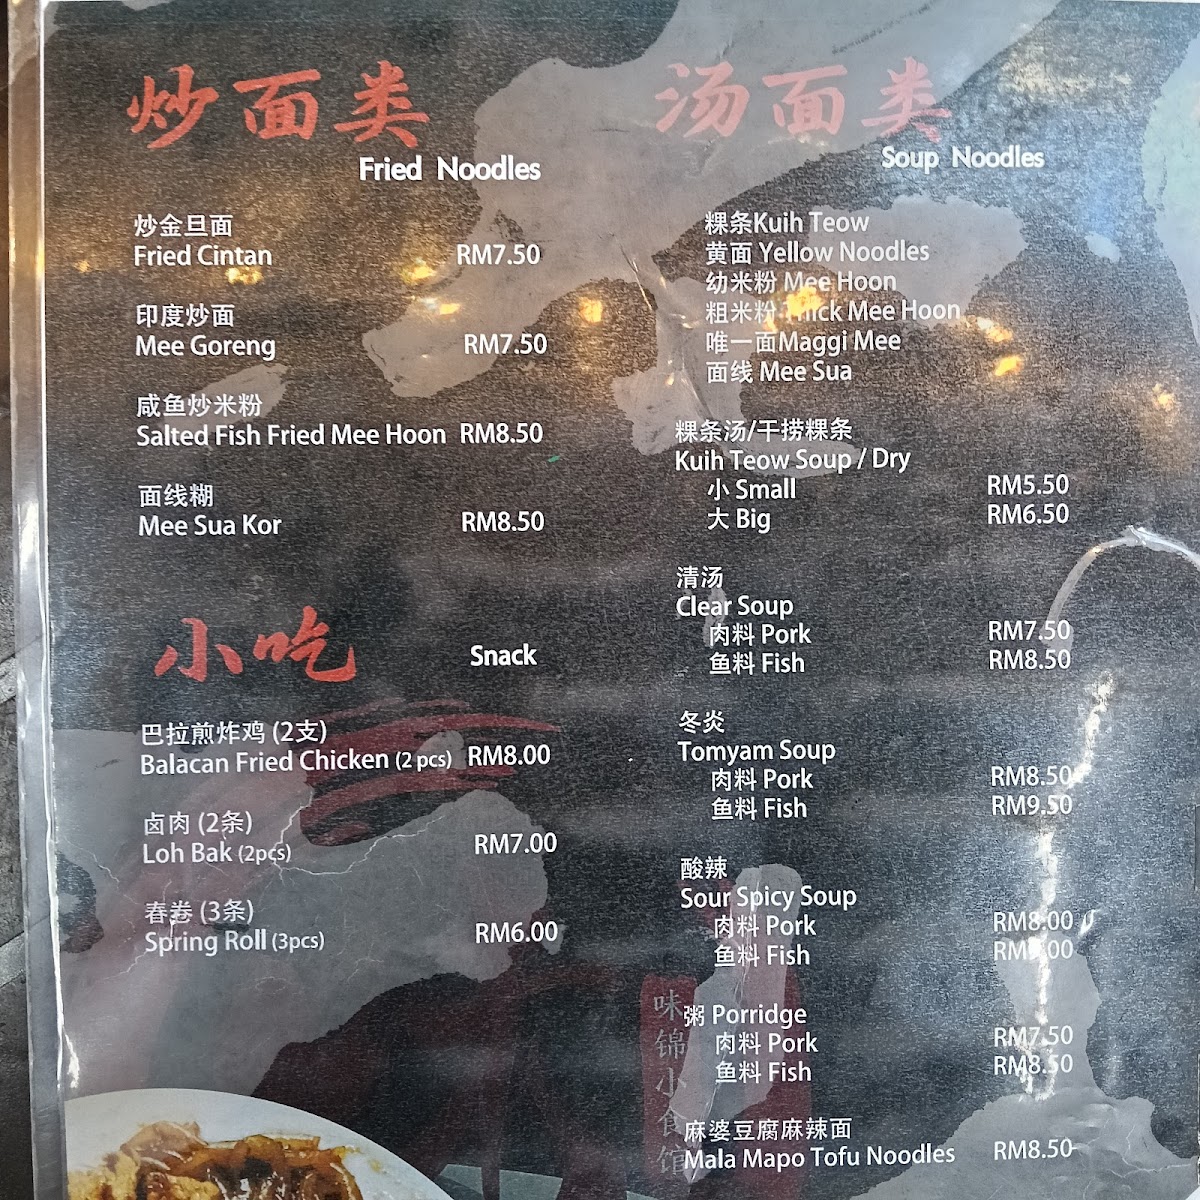 炒面类
Fried Noodles
炒金旦面
Fried Cintan RM7.50
印度炒面
Mee Goreng RM7.50
咸鱼炒米粉
Salted Fish Fried Mee Hoon RM8.50
面线糊
Mee Sua Kor RM8.50
小吃
Snack
巴拉煎炸鸡 (2支)
Balacan Fried Chicken (2 pcs) RM8.00
卤肉 (2条)
Loh Bak (2pcs) RM7.00
春卷 (3条)
Spring Roll (3pcs) RM6.00
汤面类
Soup Noodles
粿条Kuih Teow
黄面 Yellow Noodles
幼米粉 Mee Hoon
粗米粉 Thick Mee Hoon
唯一面Maggi Mee
面线 Mee Sua
粿条汤/干捞粿条
Kuih Teow Soup / Dry
小 Small RM5.50
大 Big RM6.50
清汤
Clear Soup
肉料 Pork RM7.50
鱼料 Fish RM8.50
冬炎
Tomyam Soup
肉料 Pork RM8.50
鱼料 Fish RM9.50
酸辣
Sour Spicy Soup
肉料 Pork RM8.00
鱼料 Fish
粥 Porridge
肉料 Pork RM7.50
鱼料 Fish RM8.50
麻婆豆腐麻辣面
Mala Mapo Tofu Noodles RM8.50
味锦小食馆